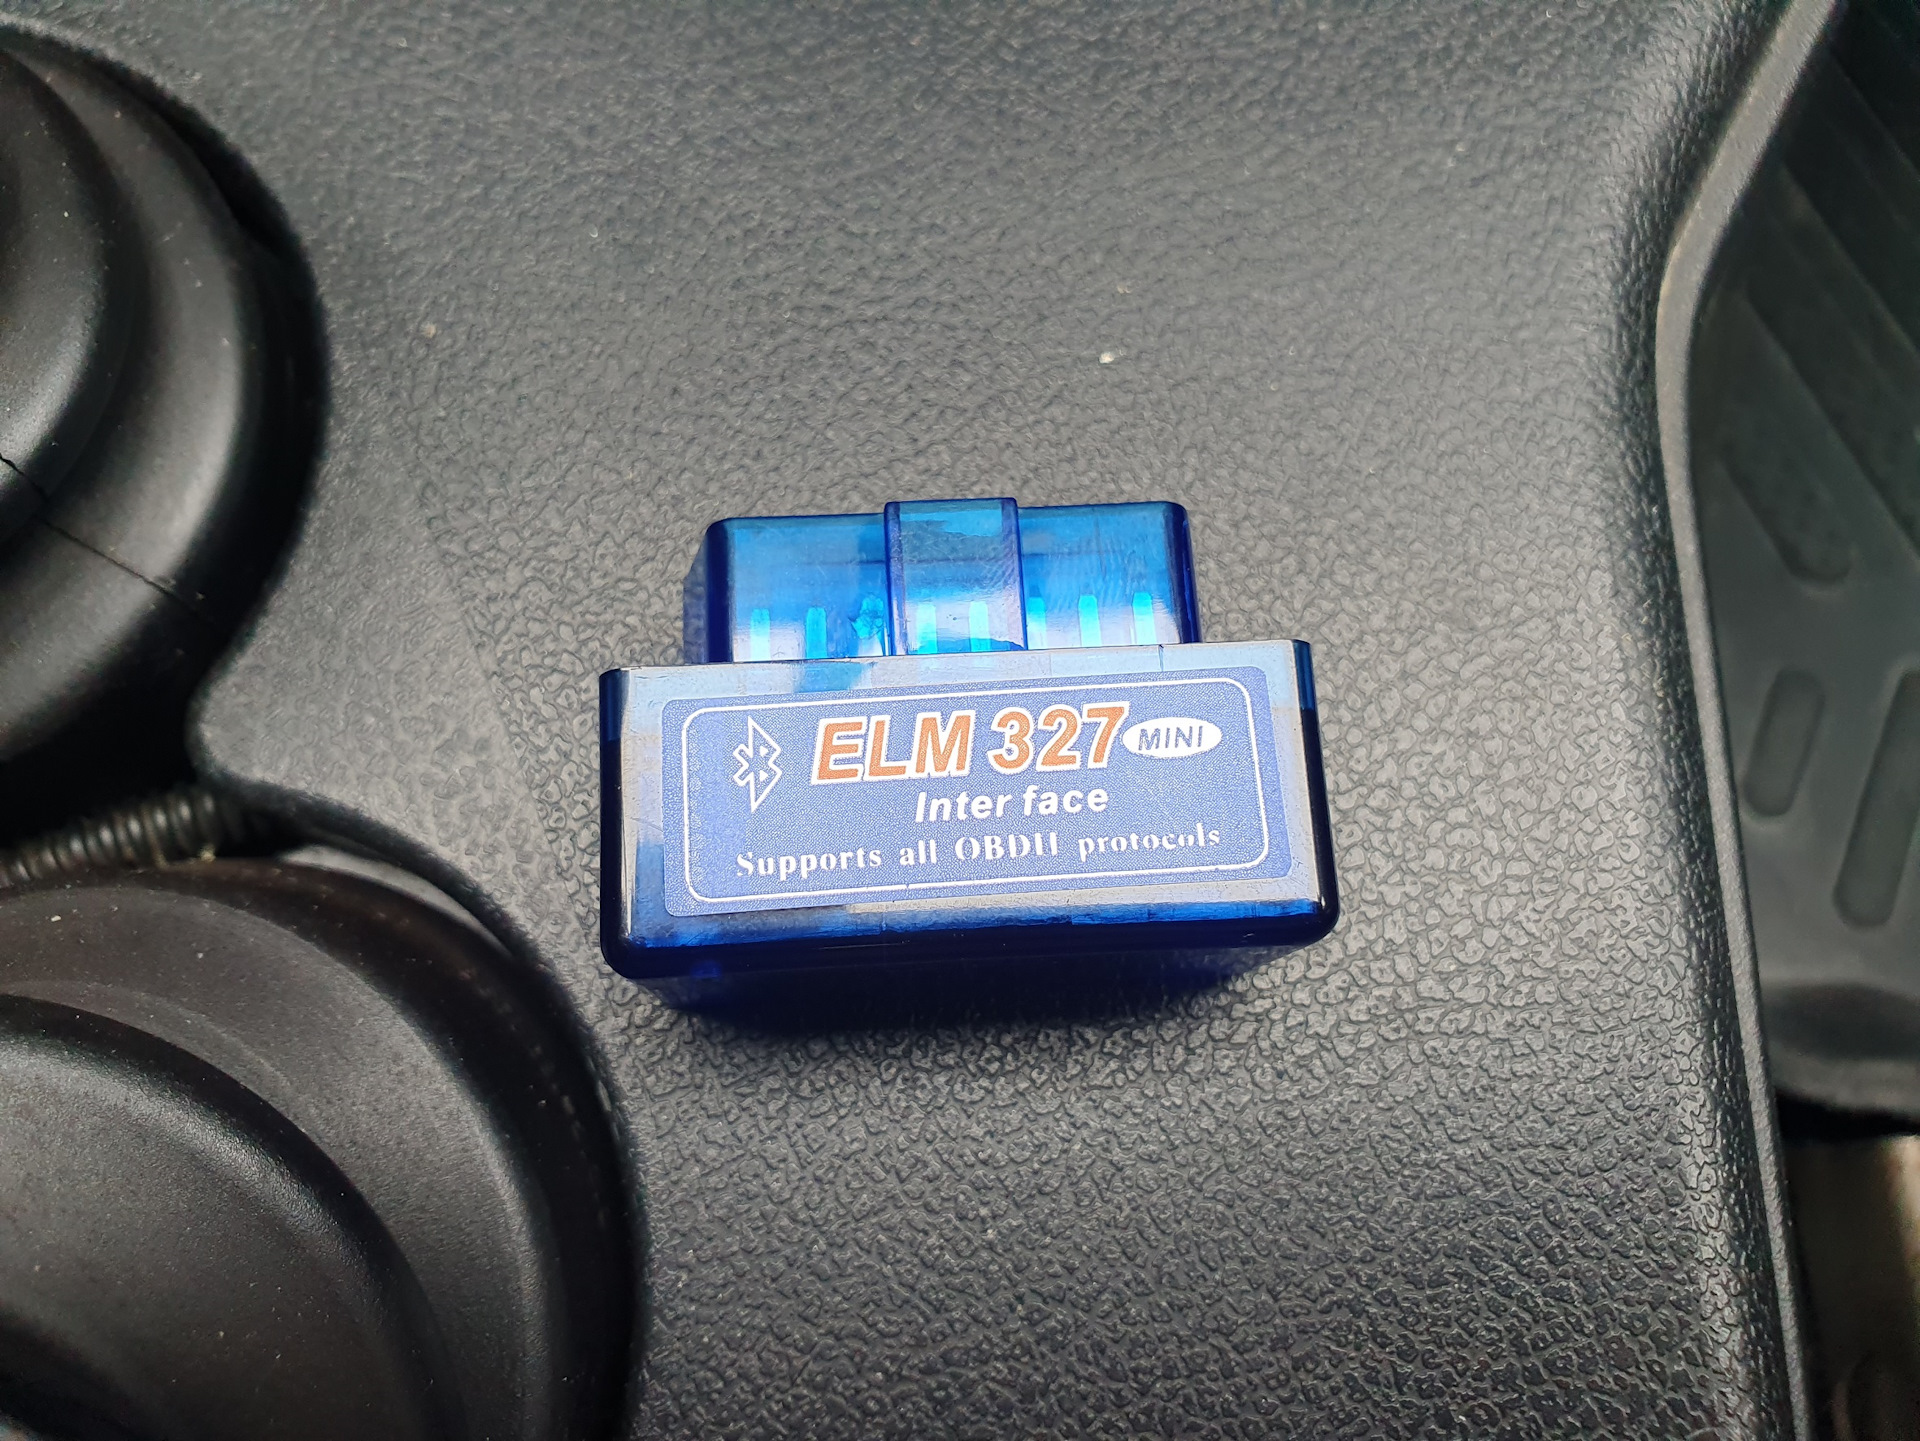 ELM 327 MINI
Inter face
Supports all OBDII protocols